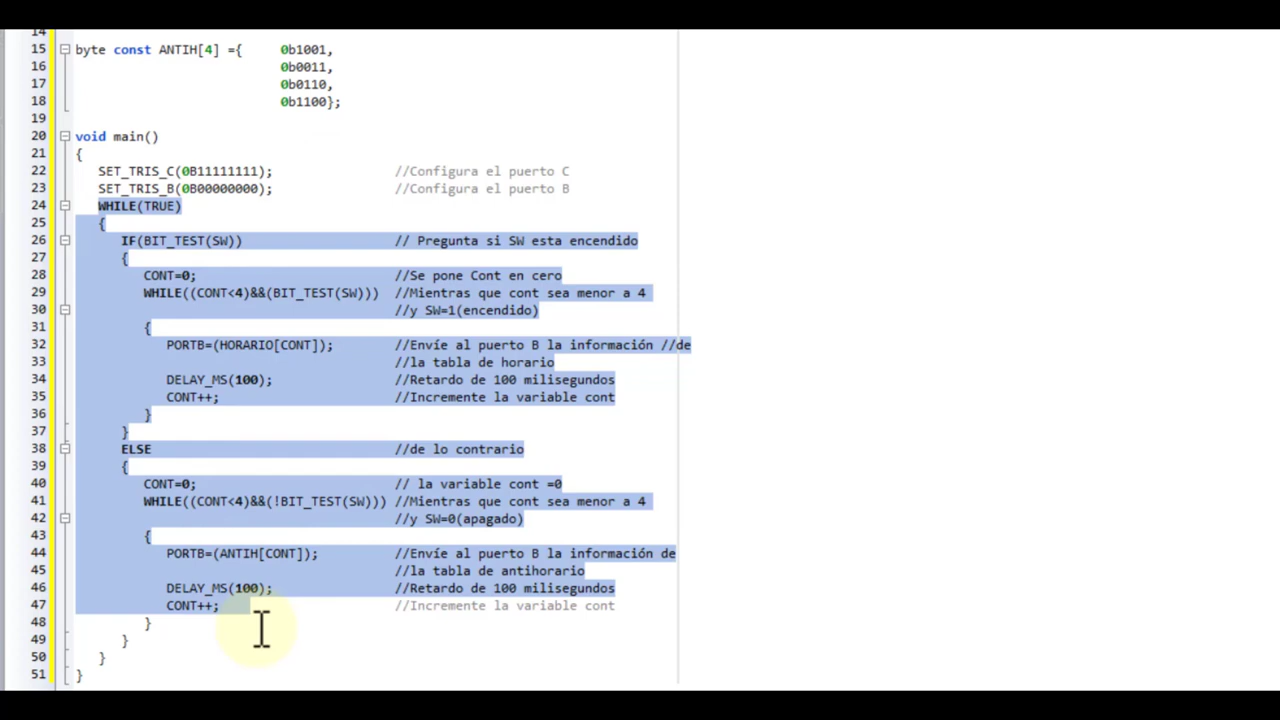 14
15 byte const ANTIH[4] ={ 0b1001,
16 0b0011,
17 0b0110,
18 0b1100};
19
20 void main()
21 {
22 SET_TRIS_C(0B11111111); //Configura el puerto C
23 SET_TRIS_B(0B00000000); //Configura el puerto B
24 WHILE(TRUE)
25 {
26 IF(BIT_TEST(SW)) // Pregunta si SW esta encendido
27 {
28 CONT=0; //Se pone Cont en cero
29 WHILE((CONT<4)&&(BIT_TEST(SW))) //Mientras que cont sea menor a 4
30 //y SW=1(encendido)
31 {
32 PORTB=(HORARIO[CONT]); //Envíe al puerto B la información //de
33 //la tabla de horario
34 DELAY_MS(100); //Retardo de 100 milisegundos
35 CONT++; //Incremente la variable cont
36 }
37 }
38 ELSE //de lo contrario
39 {
40 CONT=0; // la variable cont =0
41 WHILE((CONT<4)&&(!BIT_TEST(SW))) //Mientras que cont sea menor a 4
42 //y SW=0(apagado)
43 {
44 PORTB=(ANTIH[CONT]); //Envíe al puerto B la información de
45 //la tabla de antihorario
46 DELAY_MS(100); //Retardo de 100 milisegundos
47 CONT++; //Incremente la variable cont
48 }
49 }
50 }
51 }